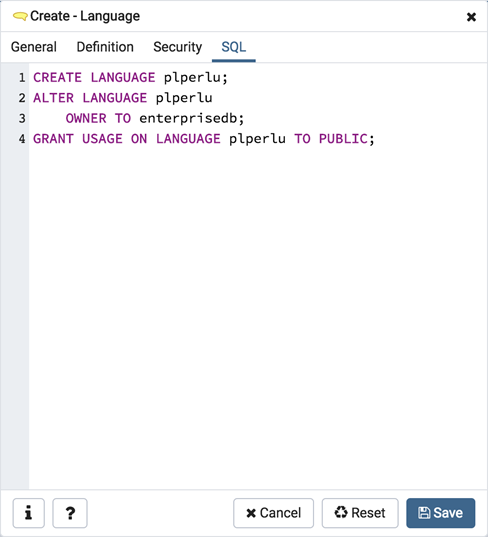 Create - Language
General Definition Security SQL
1 CREATE LANGUAGE plperlu;
2 ALTER LANGUAGE plperlu
3     OWNER TO enterprisedb;
4 GRANT USAGE ON LANGUAGE plperlu TO PUBLIC;
i ? Cancel Reset Save